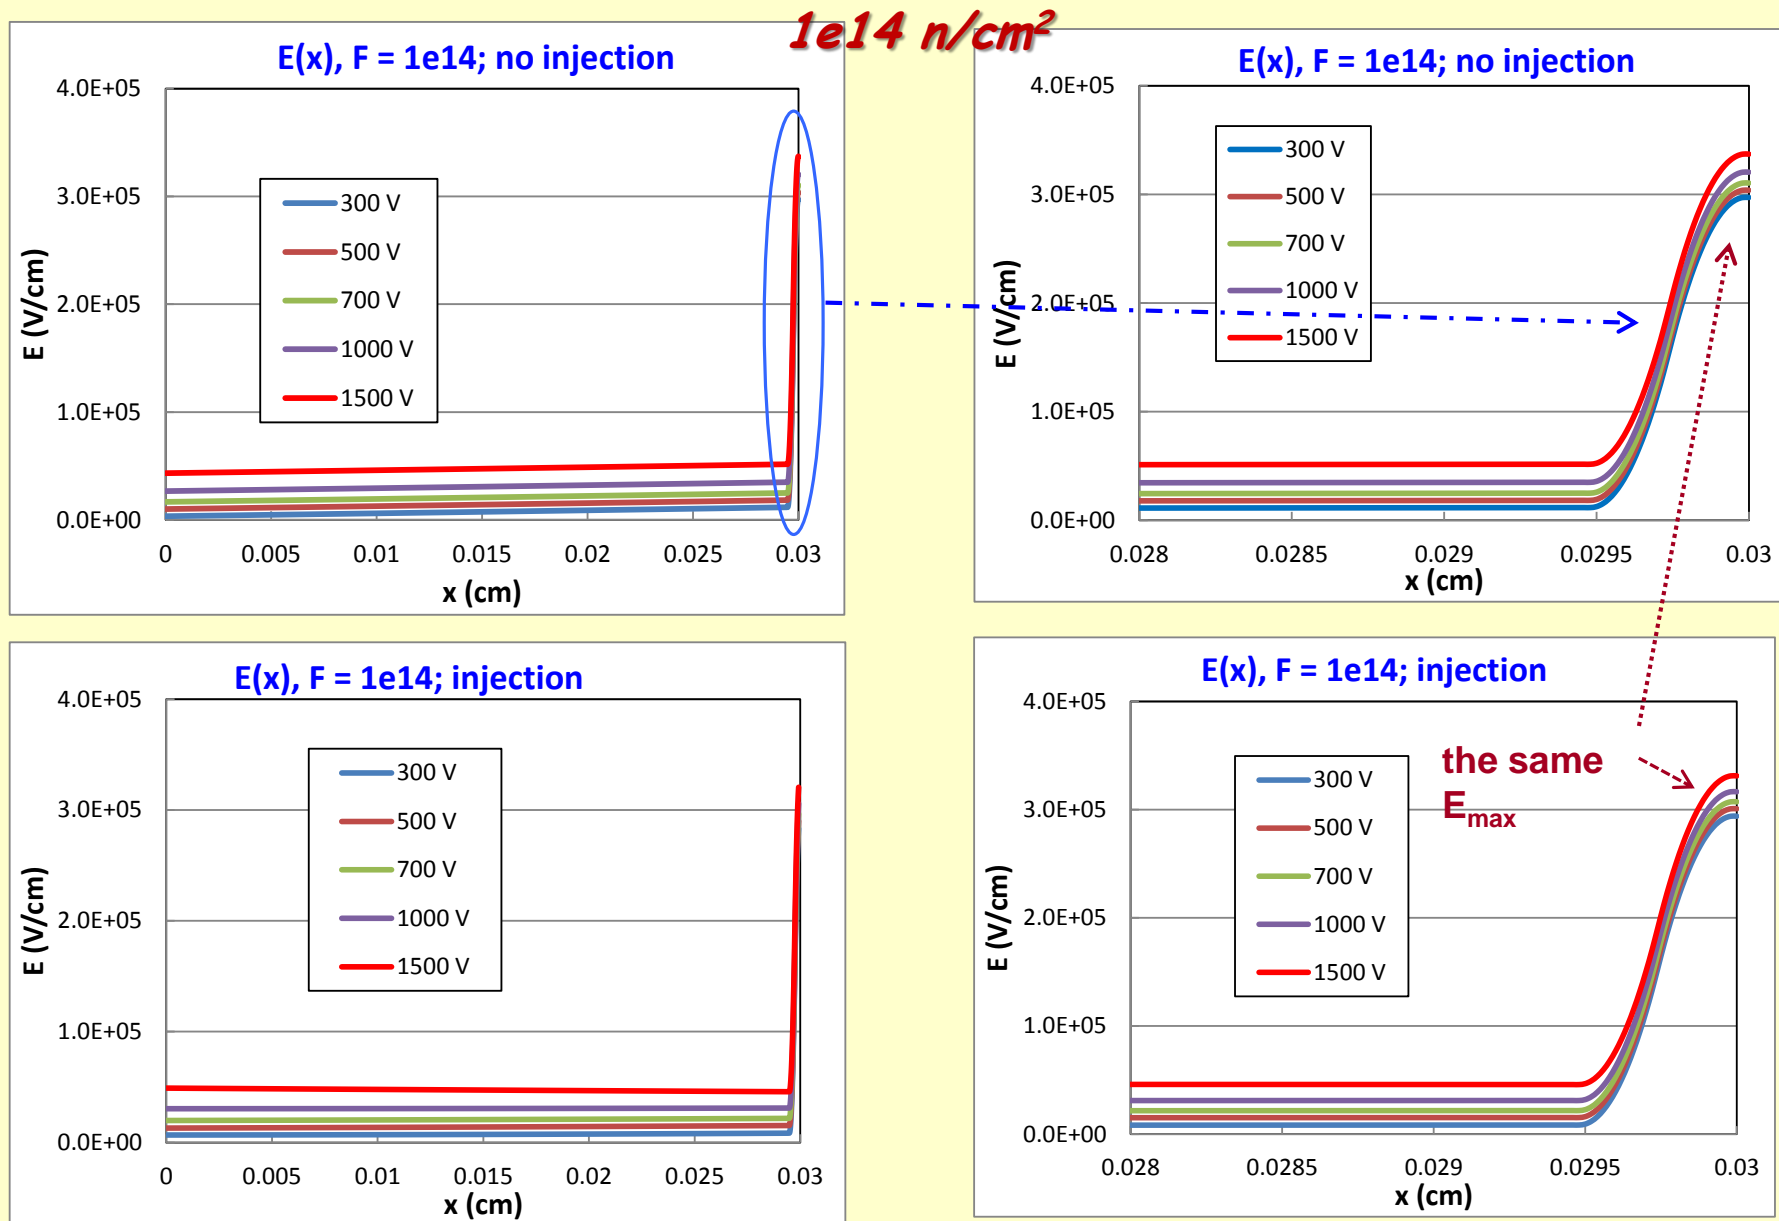 1e14 n/cm²
E(x), F = 1e14; no injection
4.0E+05
3.0E+05
2.0E+05
1.0E+05
0.0E+00
E (V/cm)
300 V
500 V
700 V
1000 V
1500 V
0 0.005 0.01 0.015 0.02 0.025 0.03
x (cm)
E(x), F = 1e14; no injection
4.0E+05
3.0E+05
2.0E+05
1.0E+05
0.0E+00
E (V/cm)
300 V
500 V
700 V
1000 V
1500 V
0.028 0.0285 0.029 0.0295 0.03
x (cm)
E(x), F = 1e14; injection
4.0E+05
3.0E+05
2.0E+05
1.0E+05
0.0E+00
E (V/cm)
300 V
500 V
700 V
1000 V
1500 V
0 0.005 0.01 0.015 0.02 0.025 0.03
x (cm)
E(x), F = 1e14; injection
4.0E+05
3.0E+05
2.0E+05
1.0E+05
0.0E+00
E (V/cm)
300 V
500 V
700 V
1000 V
1500 V
the same
Emax
0.028 0.0285 0.029 0.0295 0.03
x (cm)